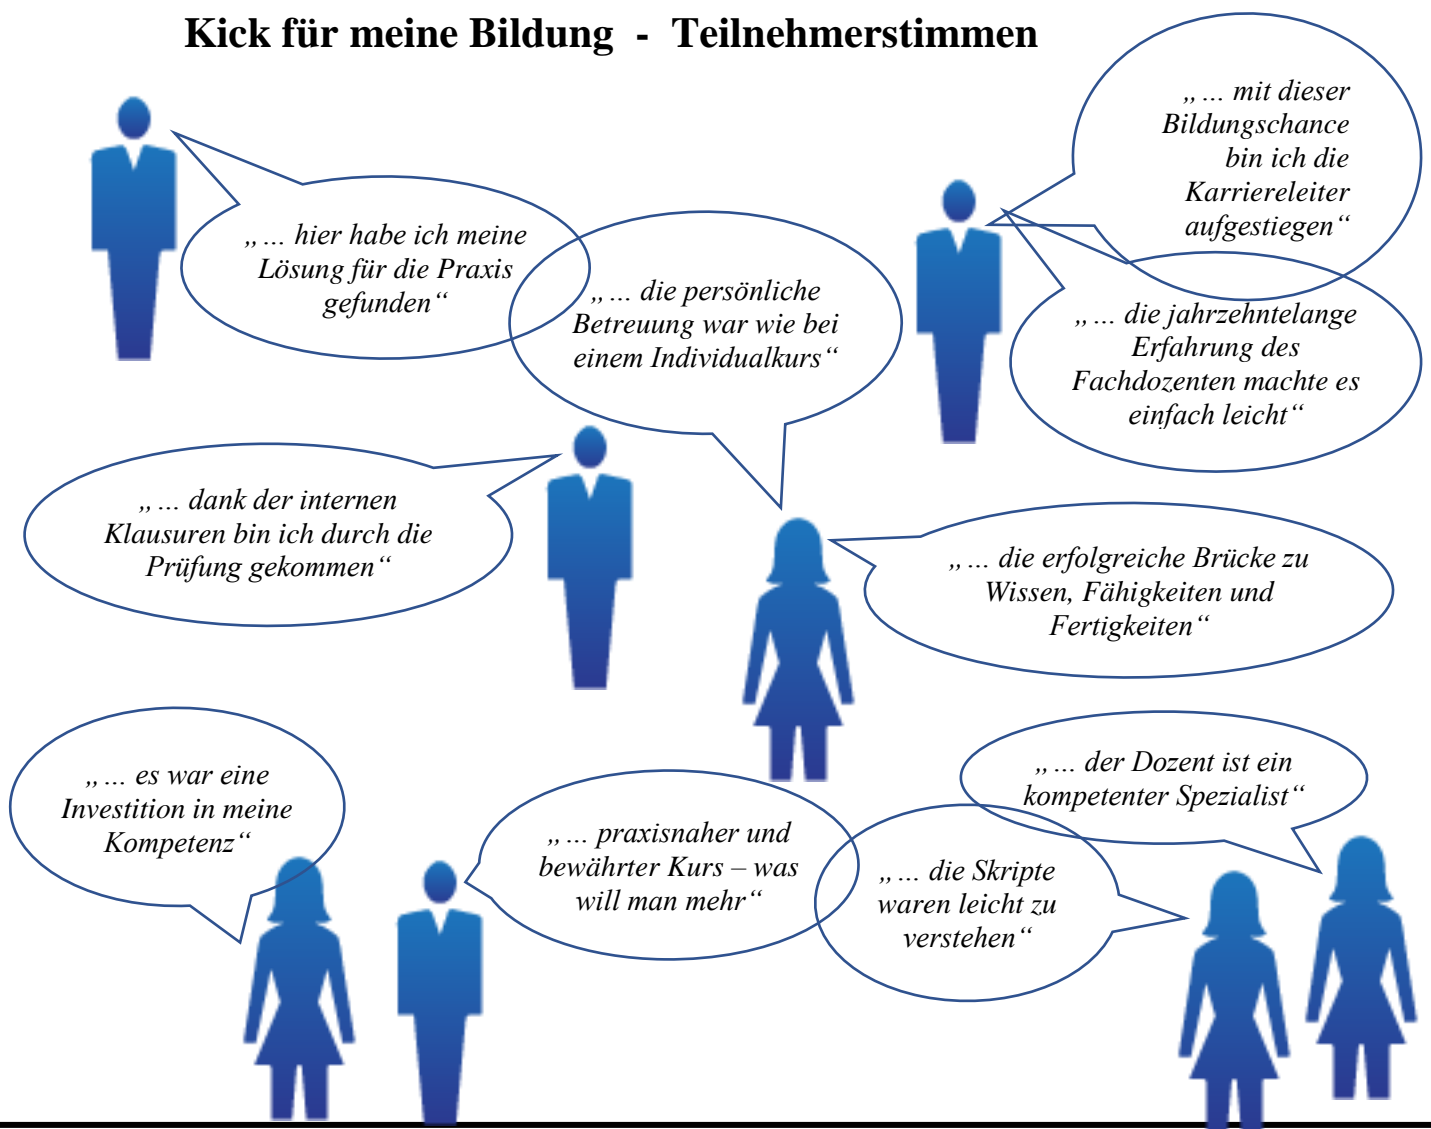 Kick für meine Bildung - Teilnehmerstimmen
„… mit dieser
Bildungschance
bin ich die
Karriereleiter
aufgestiegen“
„… hier habe ich meine
Lösung für die Praxis
gefunden“
„… die persönliche
Betreuung war wie bei
einem Individualkurs“
„… die jahrzehntelange
Erfahrung des
Fachdozenten machte es
einfach leicht“
„… dank der internen
Klausuren bin ich durch die
Prüfung gekommen“
„… die erfolgreiche Brücke zu
Wissen, Fähigkeiten und
Fertigkeiten“
„… es war eine
Investition in meine
Kompetenz“
„… praxisnaher und
bewährter Kurs – was
will man mehr“
„… die Skripte
waren leicht zu
verstehen“
„… der Dozent ist ein
kompetenter Spezialist“